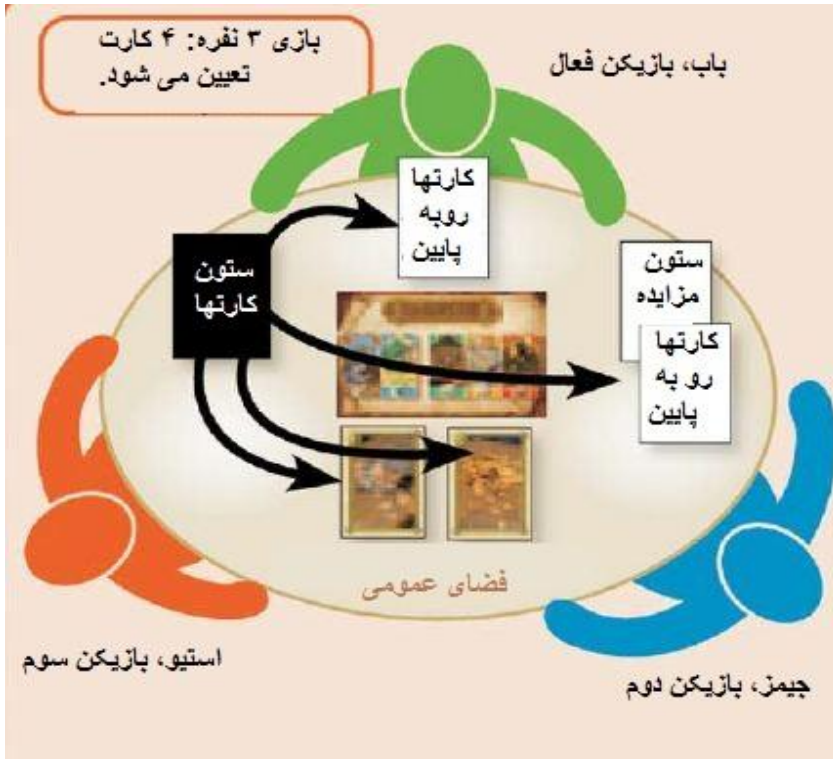 بازی ۳ نفره: ۴ کارت
تعیین می شود.
باب، بازیکن فعال
کارتها
روبه
پایین
ستون
کارتها
ستون
مزایده
کارتها
رو به
پایین
فضای عمومی
استیو، بازیکن سوم
جیمز، بازیکن دوم